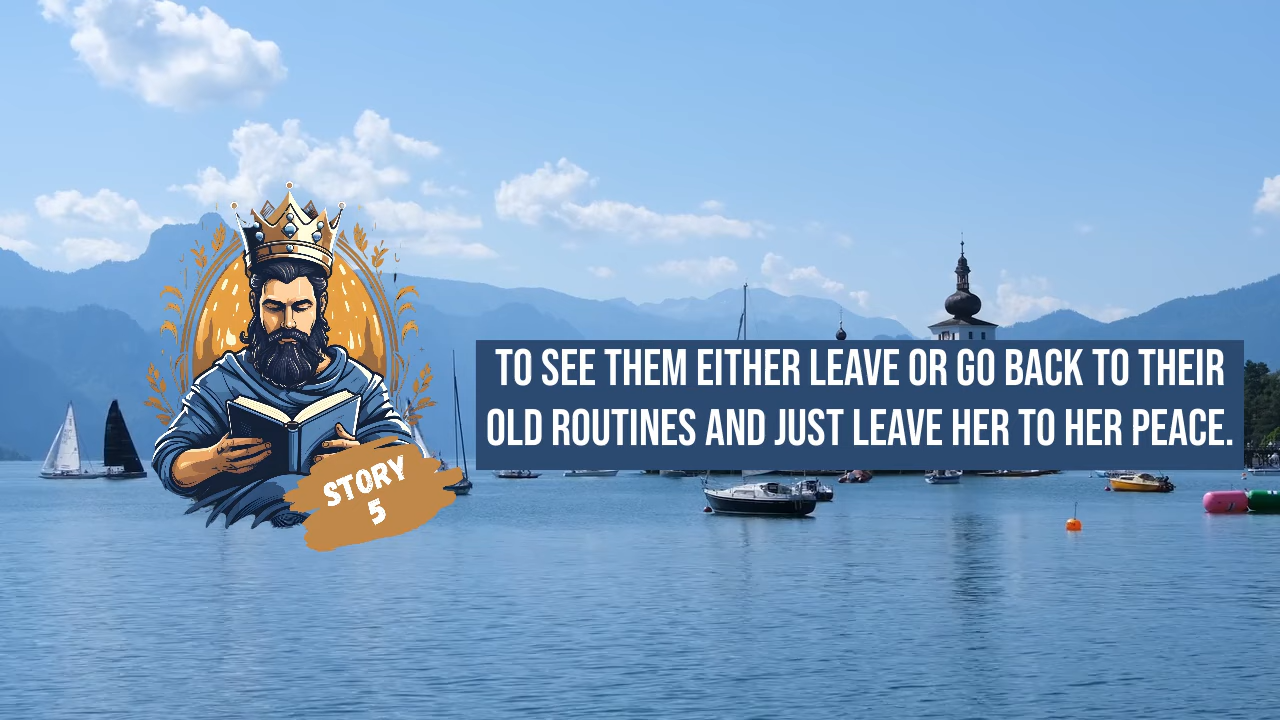 TO SEE THEM EITHER LEAVE OR GO BACK TO THEIR
OLD ROUTINES AND JUST LEAVE HER TO HER PEACE.
STORY
5